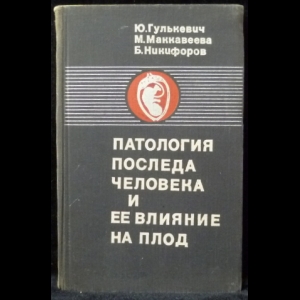 Ю.Гулькевич
М.Маккавеева
Б.Никифоров
ПАТОЛОГИЯ
ПОСЛЕДА
ЧЕЛОВЕКА
И
ЕЕ ВЛИЯНИЕ
НА ПЛОД